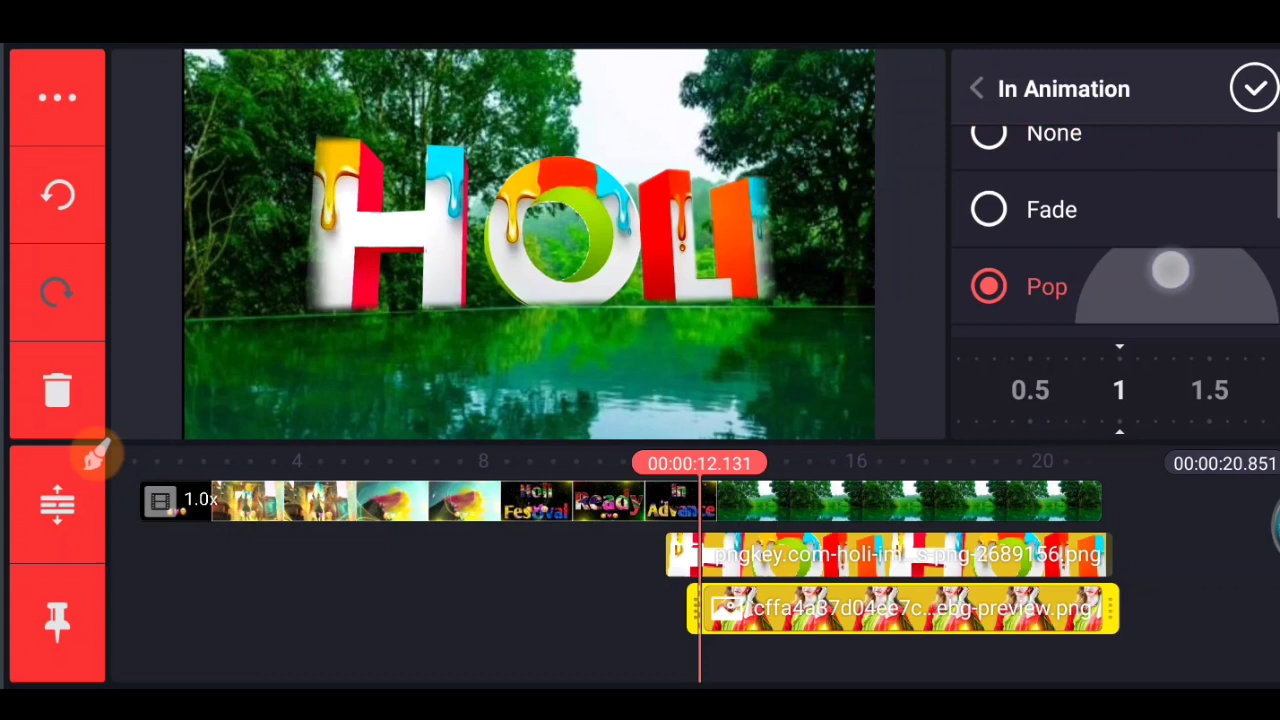 In Animation
None
HOLI
Fade
Pop
0.5 1 1.5
4 8 00:00:12.131 16 20 00:00:20.851
1.0x
Holi Festival
Ready
In Advance
pngkey.com-holi-im...s-png-2689156.png
cffa4a37d04ee7c...ebg-preview.png